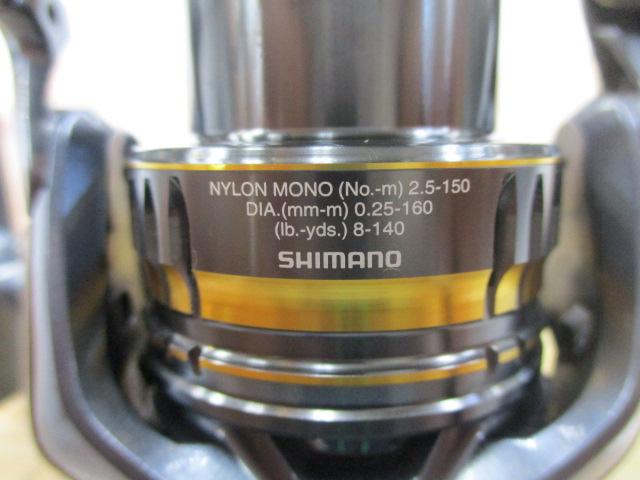 NYLON MONO (No.-m) 2.5-150
DIA.(mm-m) 0.25-160
(lb.-yds.) 8-140
SHIMANO